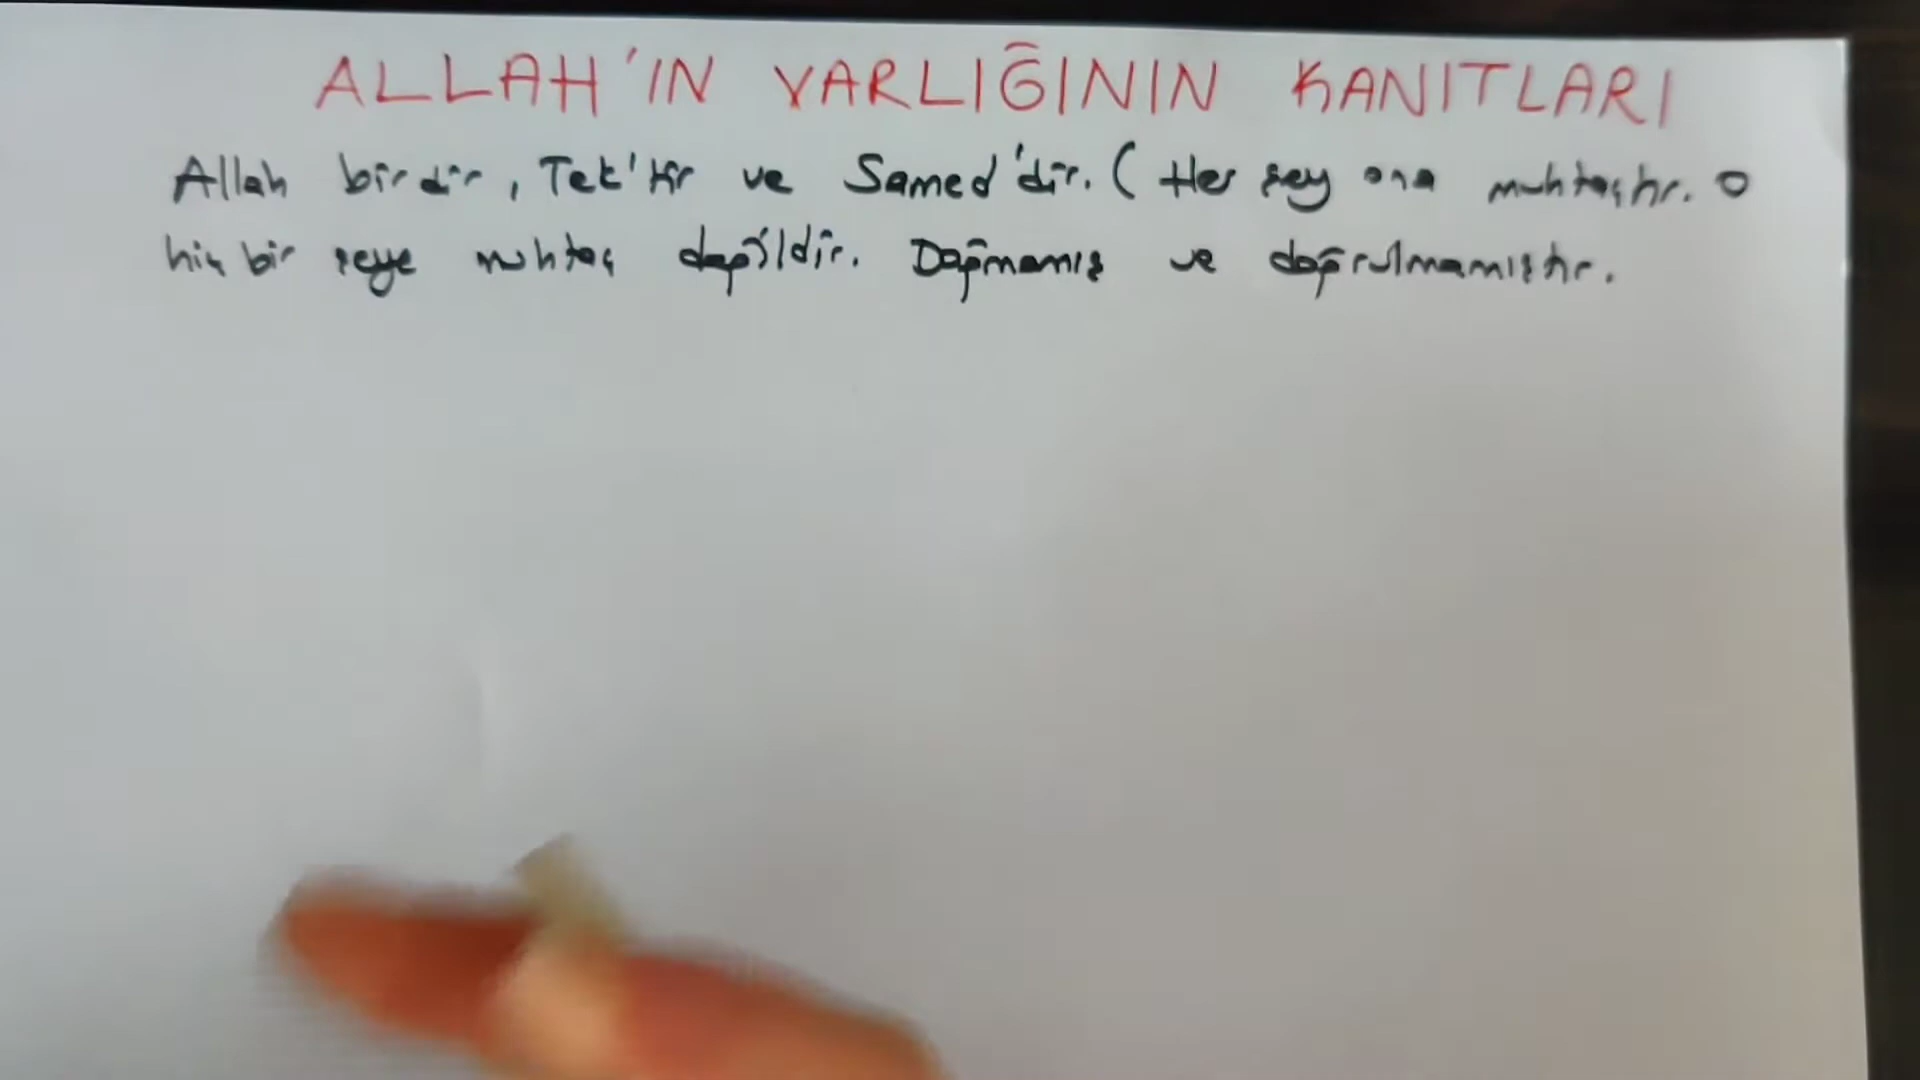 ALLAH'IN VARLIĞININ KANITLARI
Allah birdir, Tek'tir ve Samed'dir. ( Her şey ona muhtaçtır. O
hiç bir şeye muhtaç değildir. Doğmamış ve doğrulmamıştır.